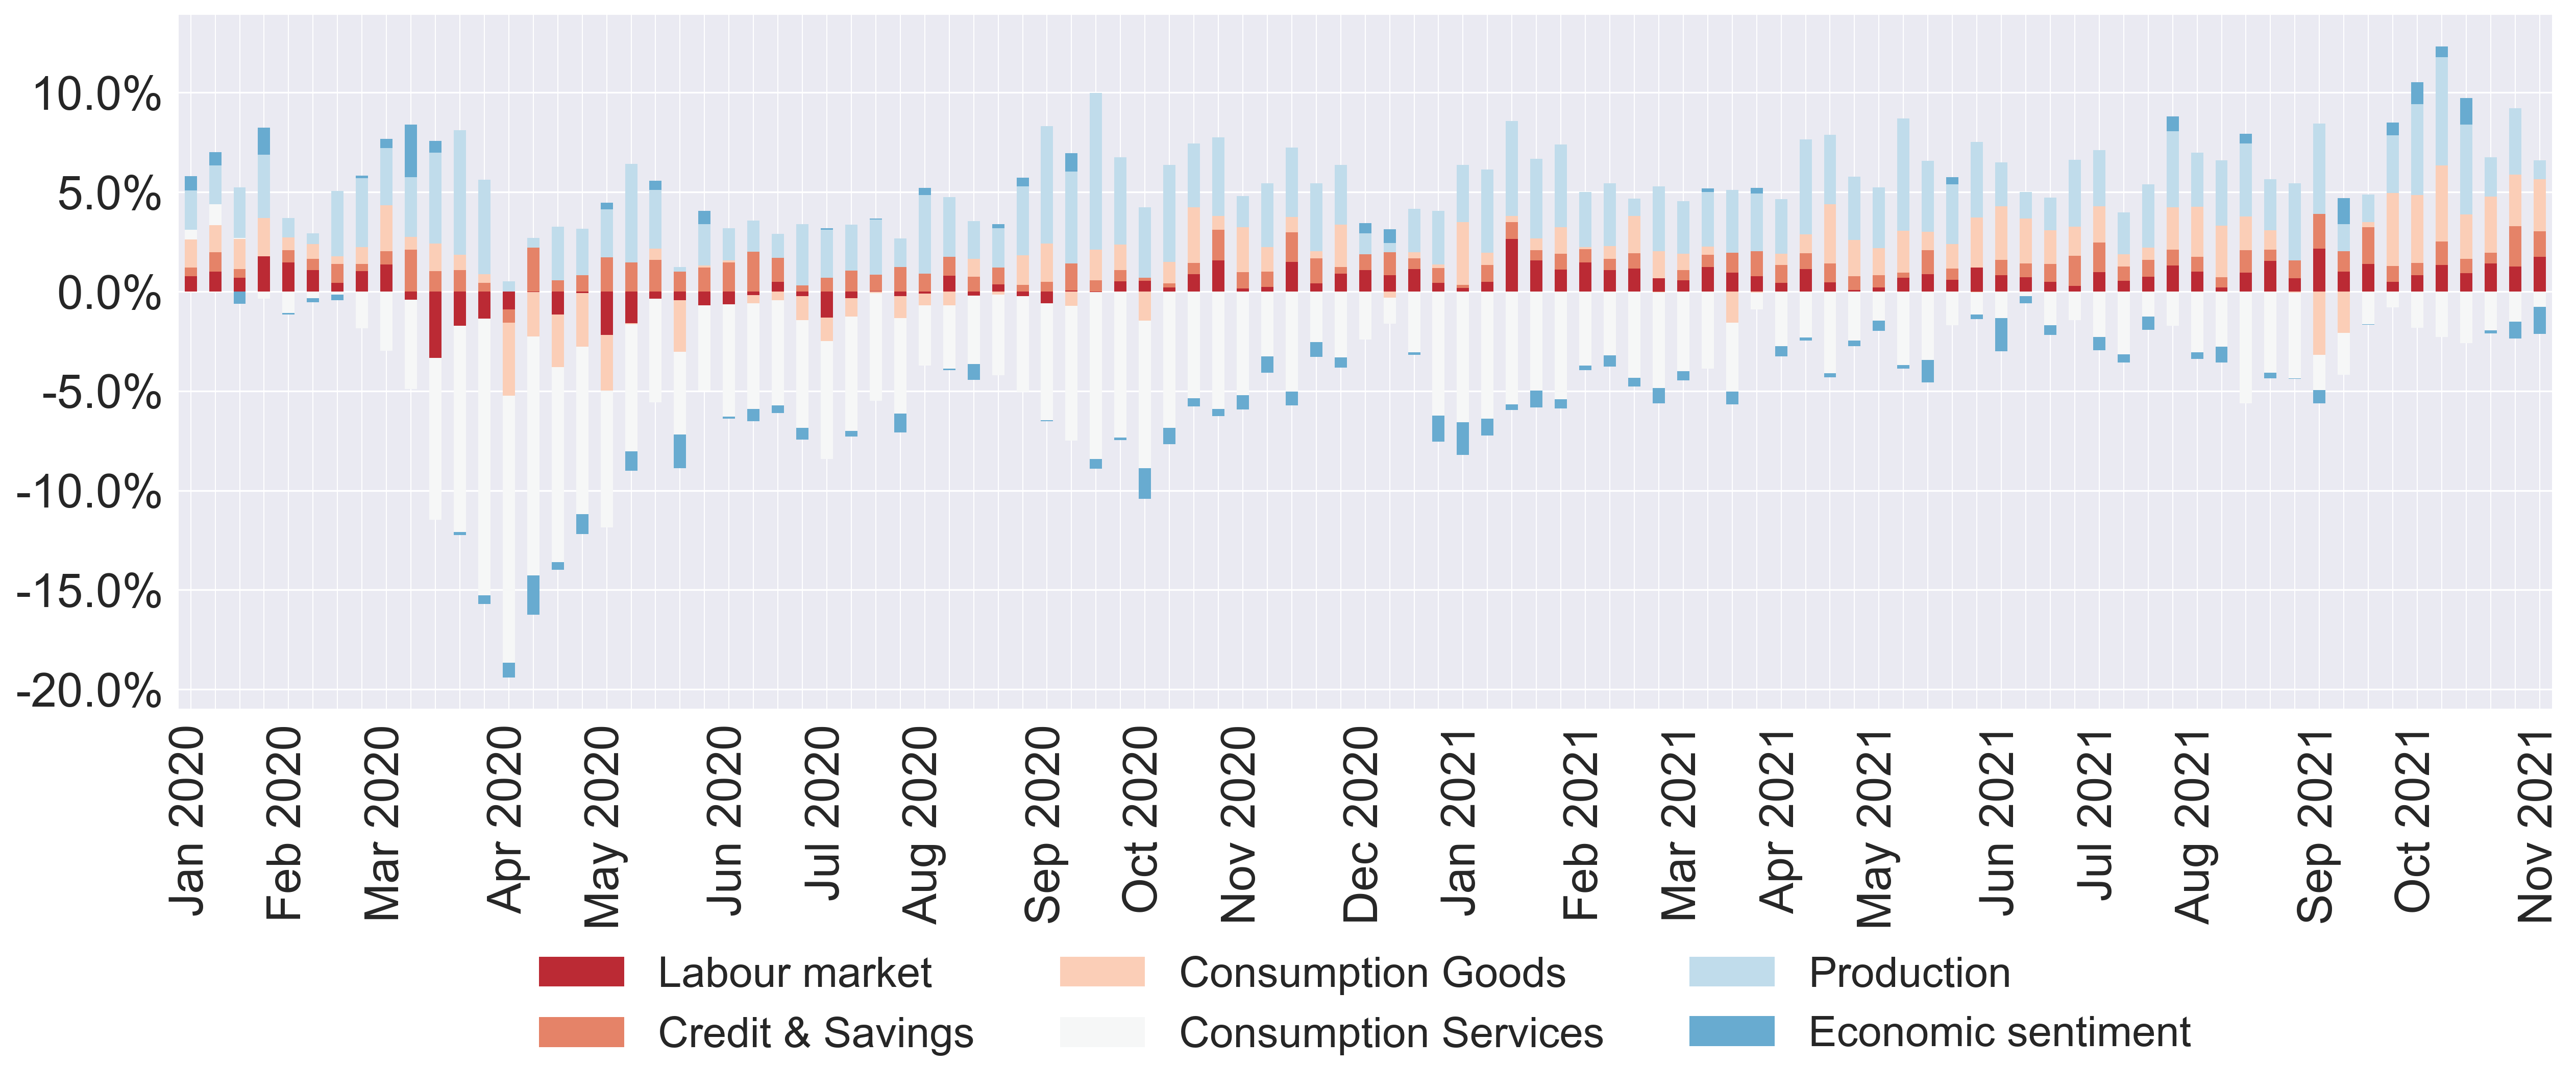 10.0%
5.0%
0.0%
-5.0%
-10.0%
-15.0%
-20.0%
Jan 2020
Feb 2020
Mar 2020
Apr 2020
May 2020
Jun 2020
Jul 2020
Aug 2020
Sep 2020
Oct 2020
Nov 2020
Dec 2020
Jan 2021
Feb 2021
Mar 2021
Apr 2021
May 2021
Jun 2021
Jul 2021
Aug 2021
Sep 2021
Oct 2021
Nov 2021
Labour market
Consumption Goods
Production
Credit & Savings
Consumption Services
Economic sentiment